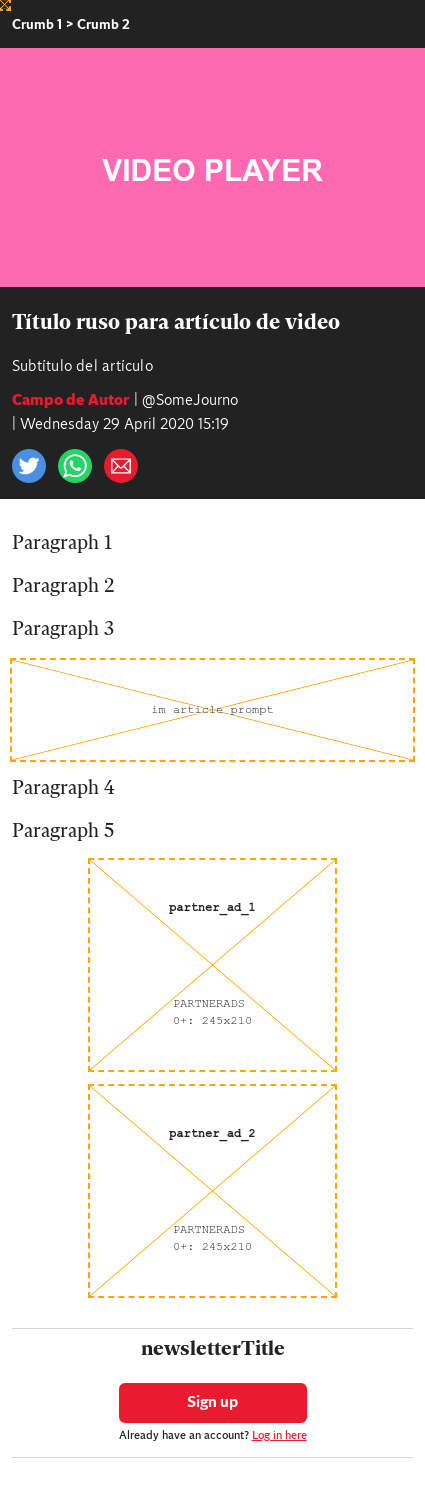 Crumb 1 > Crumb 2
VIDEO PLAYER
Título ruso para artículo de video
Subtítulo del artículo
Campo de Autor | @SomeJourno
| Wednesday 29 April 2020 15:19
Paragraph 1
Paragraph 2
Paragraph 3
im article prompt
Paragraph 4
Paragraph 5
partner_ad_1
PARTNERADS
0+: 245x210
partner_ad_2
PARTNERADS
0+: 245x210
newsletterTitle
Sign up
Already have an account? Log in here